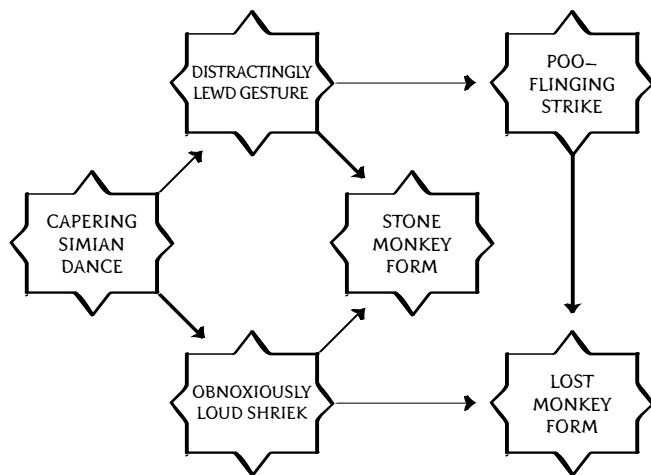 DISTRACTINGLY
LEWD GESTURE
POO–
FLINGING
STRIKE
CAPERING
SIMIAN
DANCE
STONE
MONKEY
FORM
OBNOXIOUSLY
LOUD SHRIEK
LOST
MONKEY
FORM